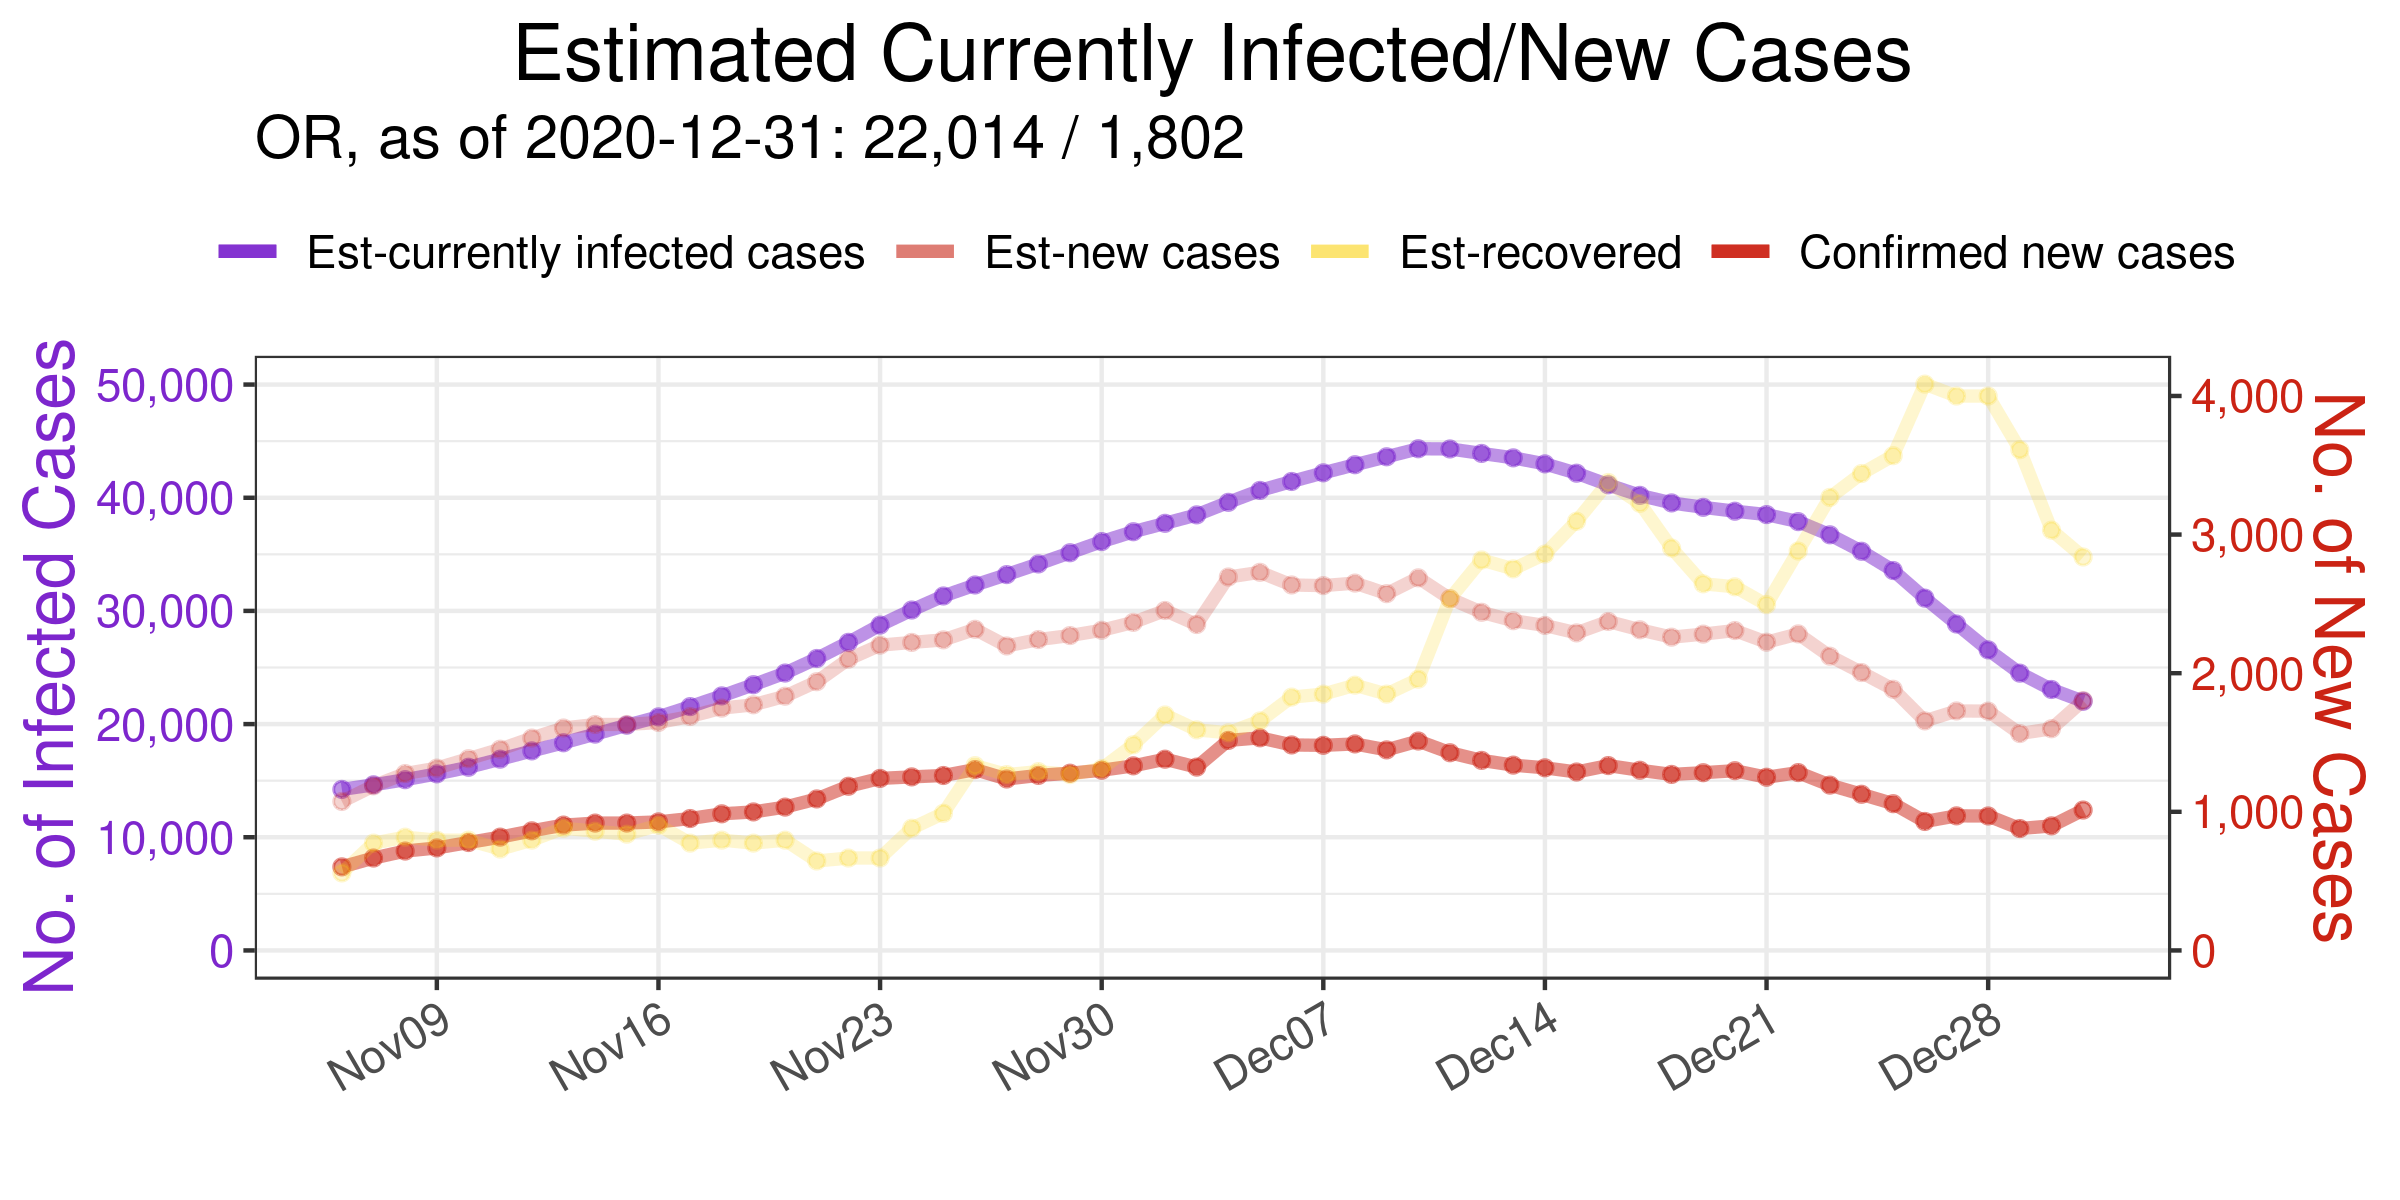 Estimated Currently Infected/New Cases
OR, as of 2020-12-31: 22,014 / 1,802
Est-currently infected cases Est-new cases Est-recovered Confirmed new cases
No. of Infected Cases
50,000
40,000
30,000
20,000
10,000
0
4,000
3,000
2,000
1,000
0
No. of New Cases
Nov09 Nov16 Nov23 Nov30 Dec07 Dec14 Dec21 Dec28